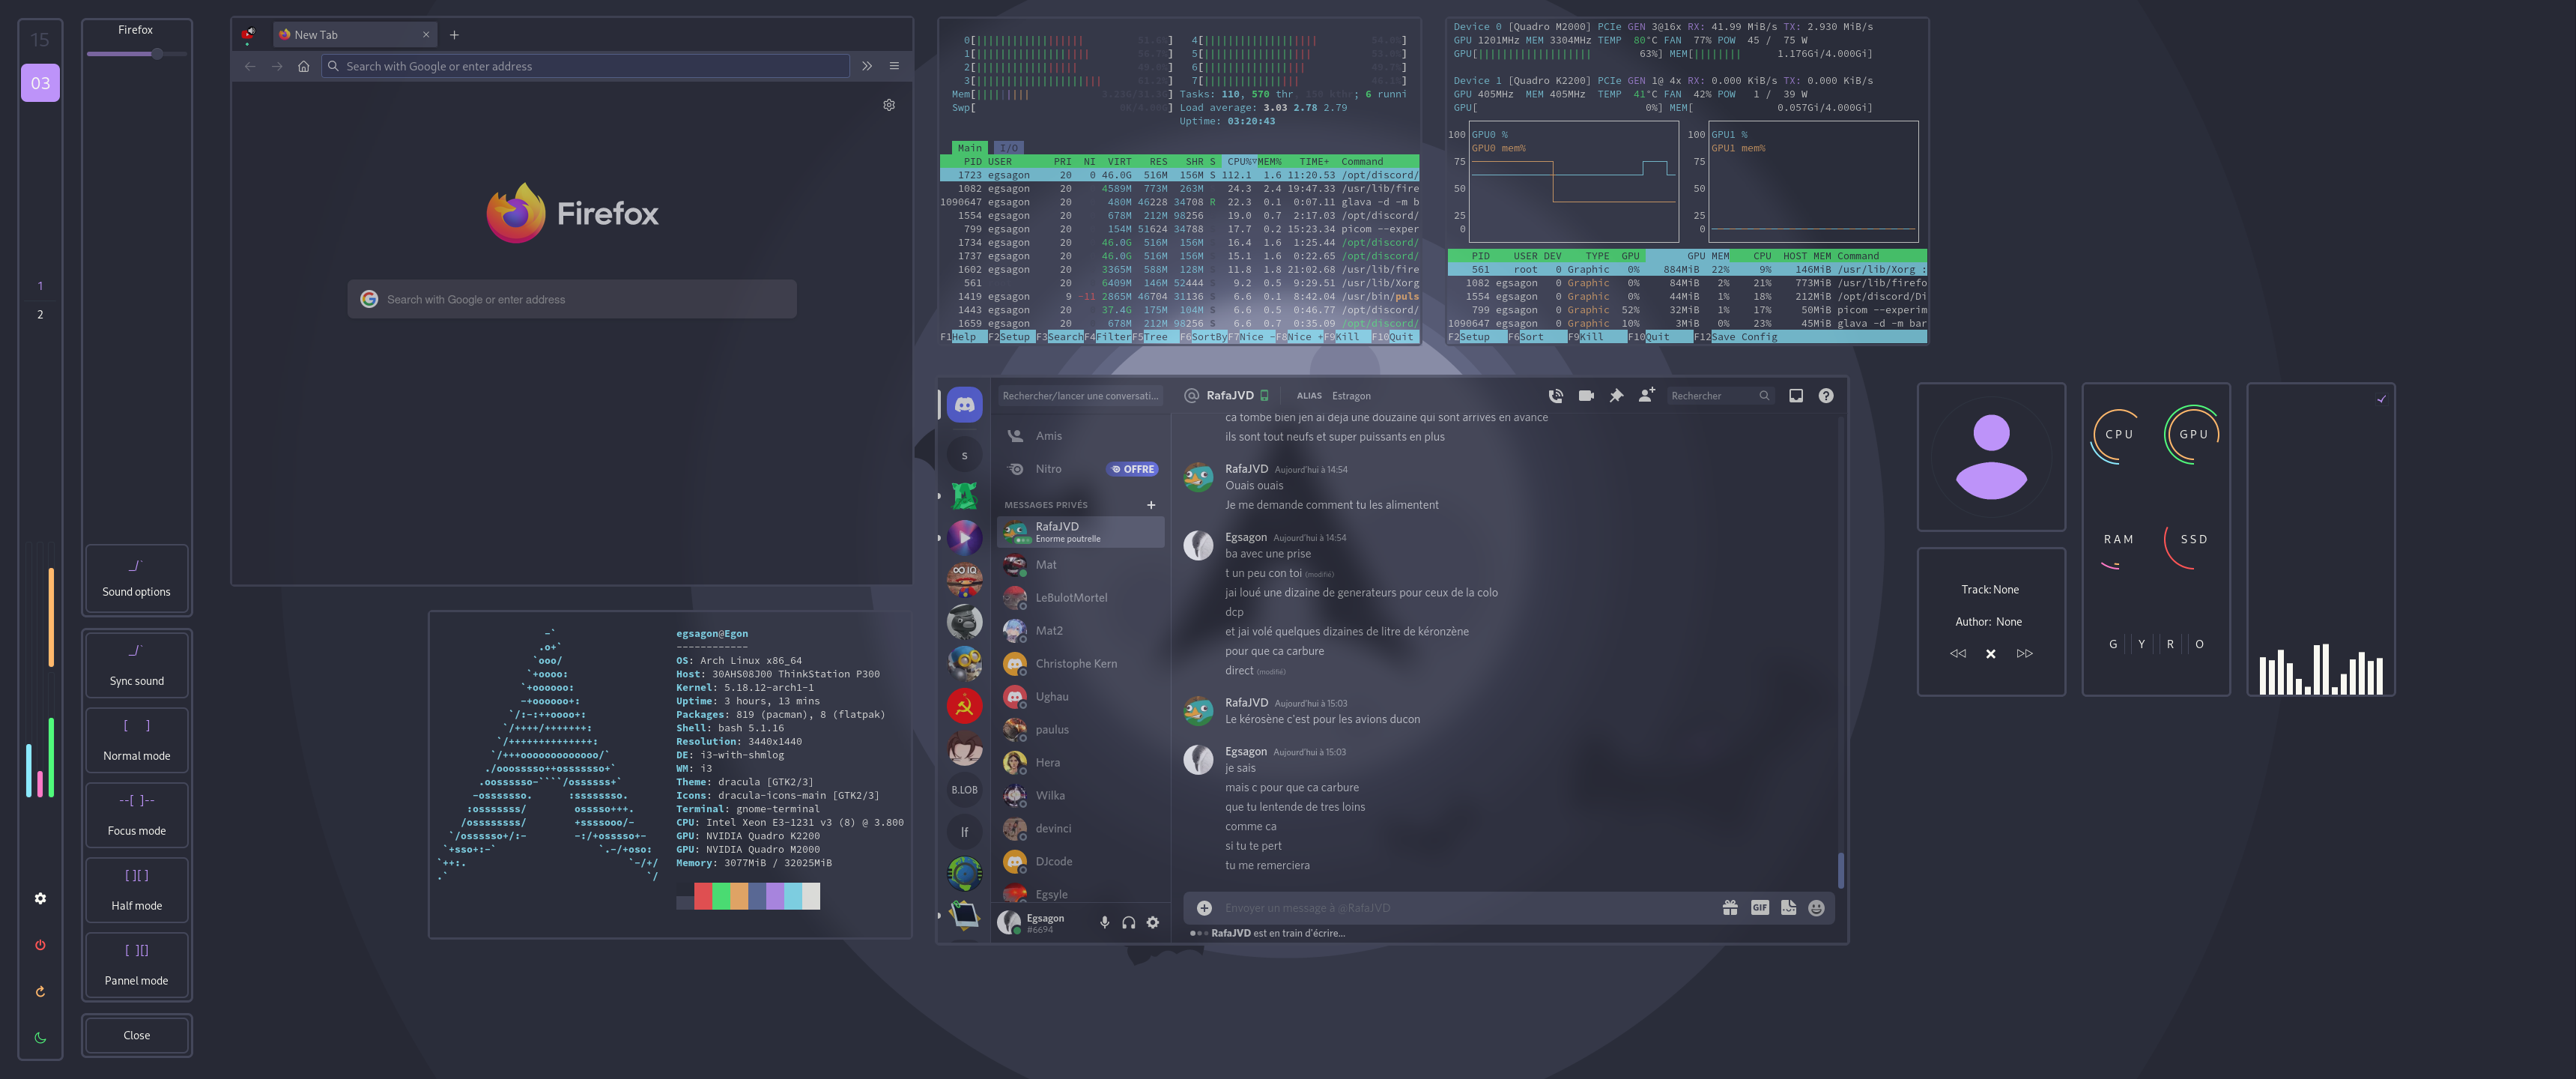 15
03
1
2
Firefox
_/`
Sound options
_/`
Sync sound
[ ]
Normal mode
--[ ]--
Focus mode
[ ][ ]
Half mode
[ ][]
Pannel mode
Close
New Tab
Search with Google or enter address
Firefox
Search with Google or enter address
egsagon@Egon
------------
OS: Arch Linux x86_64
Host: 30AHS08J00 ThinkStation P300
Kernel: 5.18.12-arch1-1
Uptime: 3 hours, 13 mins
Packages: 819 (pacman), 8 (flatpak)
Shell: bash 5.1.16
Resolution: 3440x1440
DE: i3-with-shmlog
WM: i3
Theme: dracula [GTK2/3]
Icons: dracula-icons-main [GTK2/3]
Terminal: gnome-terminal
CPU: Intel Xeon E3-1231 v3 (8) @ 3.800
GPU: NVIDIA Quadro K2200
GPU: NVIDIA Quadro M2000
Memory: 3077MiB / 32025MiB
0[ ] 4[ ]
1[ ] 5[ ]
2[ ] 6[ ]
3[ ] 7[ ]
Mem[ ] Tasks: 110, 570 thr ; 6 runni
Swp[ ] Load average: 3.03 2.78 2.79
Uptime: 03:20:43
Main I/O
PID USER PRI NI VIRT RES SHR S CPU%▽MEM% TIME+ Command
1723 egsagon 20 0 46.0G 516M 156M S 112.1 1.6 11:20.53 /opt/discord/
1082 egsagon 20 4589M 773M 263M 24.3 2.4 19:47.33 /usr/lib/fire
1090647 egsagon 20 480M 46228 34708 R 22.3 0.1 0:07.11 glava -d -m b
1554 egsagon 20 678M 212M 98256 19.0 0.7 2:17.03 /opt/discord/
799 egsagon 20 154M 51624 34788 17.7 0.2 15:23.34 picom --exper
1734 egsagon 20 46.0G 516M 156M 16.4 1.6 1:25.44 /opt/discord/
1737 egsagon 20 46.0G 516M 156M 15.1 1.6 0:22.65 /opt/discord/
1602 egsagon 20 3365M 588M 128M 11.8 1.8 21:02.68 /usr/lib/fire
561 20 6409M 146M 52444 9.2 0.5 9:29.51 /usr/lib/Xorg
1419 egsagon 9 -11 2865M 46704 31136 S 6.6 0.1 8:42.04 /usr/bin/puls
1443 egsagon 20 37.4G 175M 104M S 6.6 0.5 0:46.77 /opt/discord/
1659 egsagon 20 678M 212M 98256 S 6.6 0.7 0:35.09 /opt/discord/
F1Help F2Setup F3SearchF4FilterF5Tree F6SortByF7Nice -F8Nice +F9Kill F10Quit
Device 0 [Quadro M2000] PCIe GEN 3@16x RX: 41.99 MiB/s TX: 2.930 MiB/s
GPU 1201MHz MEM 3304MHz TEMP 80°C FAN 77% POW 45 / 75 W
GPU[ 63%] MEM[ 1.176Gi/4.000Gi]
Device 1 [Quadro K2200] PCIe GEN 1@ 4x RX: 0.000 KiB/s TX: 0.000 KiB/s
GPU 405MHz MEM 405MHz TEMP 41°C FAN 42% POW 1 / 39 W
GPU[ 0%] MEM[ 0.057Gi/4.000Gi]
100 GPU0 % 100 GPU1 %
GPU0 mem% GPU1 mem%
75 75
50 50
25 25
0 0
PID USER DEV TYPE GPU GPU MEM CPU HOST MEM Command
561 root 0 Graphic 0% 884MiB 22% 9% 146MiB /usr/lib/Xorg :
1082 egsagon 0 Graphic 0% 84MiB 2% 21% 773MiB /usr/lib/firefo
1554 egsagon 0 Graphic 0% 44MiB 1% 18% 212MiB /opt/discord/Di
799 egsagon 0 Graphic 52% 32MiB 1% 17% 50MiB picom --experim
1090647 egsagon 0 Graphic 10% 3MiB 0% 23% 45MiB glava -d -m bar
F2Setup F6Sort F9Kill F10Quit F12Save Config
S
IQ
B.LOB
lf
Rechercher/lancer une conversati...
Amis
Nitro OFFRE
MESSAGES PRIVÉS +
RafaJVD
Enorme poutrelle
Mat
LeBulotMortel
Mat2
Christophe Kern
Ughau
paulus
Hera
Wilka
devinci
DJcode
Egsyle
Egsagon
#6694
@ RafaJVD ALIAS Estragon Rechercher
ca tombe bien jen ai deja une douzaine qui sont arrives en avance
ils sont tout neufs et super puissants en plus
RafaJVD Aujourd'hui à 14:54
Ouais ouais
Je me demande comment tu les alimentent
Egsagon Aujourd'hui à 14:54
ba avec une prise
t un peu con toi (modifié)
jai loué une dizaine de generateurs pour ceux de la colo
dcp
et jai volé quelques dizaines de litre de kéronzène
pour que ca carbure
direct (modifié)
RafaJVD Aujourd'hui à 15:03
Le kérosène c'est pour les avions ducon
Egsagon Aujourd'hui à 15:03
je sais
mais c pour que ca carbure
que tu lentende de tres loins
comme ca
si tu te pert
tu me remerciera
Envoyer un message à @RafaJVD
GIF
RafaJVD est en train d'écrire...
Track: None
Author: None
CPU
GPU
RAM
SSD
G Y R O